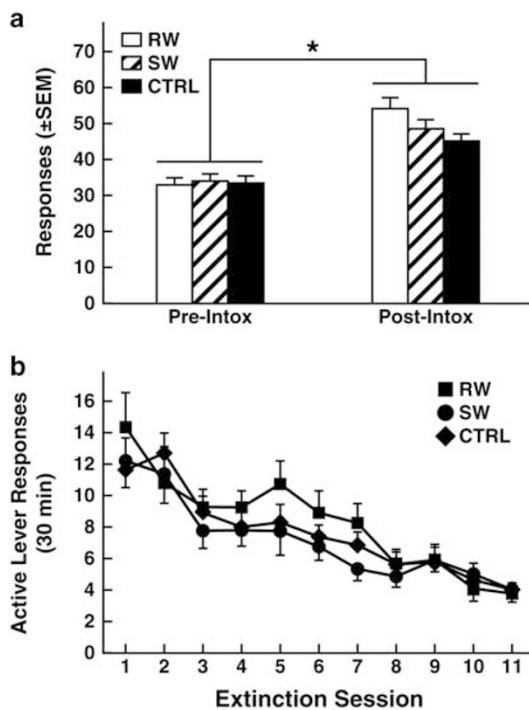 a
RW
SW
CTRL
*
Responses (±SEM)
70
60
50
40
30
20
10
0
Pre-Intox Post-Intox
b
RW
SW
CTRL
Active Lever Responses
(30 min)
16
14
12
10
8
6
4
2
0
1 2 3 4 5 6 7 8 9 10 11
Extinction Session